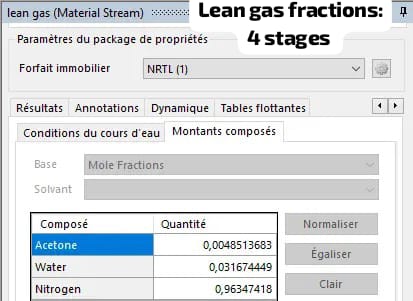 lean gas (Material Stream)
Lean gas fractions:
4 stages
Paramètres du package de propriétés
Forfait immobilier
NRTL (1)
Résultats Annotations Dynamique Tables flottantes
Conditions du cours d'eau Montants composés
Base Mole Fractions
Solvant
Composé Quantité
Acetone 0,0048513683
Water 0,031674449
Nitrogen 0,96347418
Normaliser
Égaliser
Clair